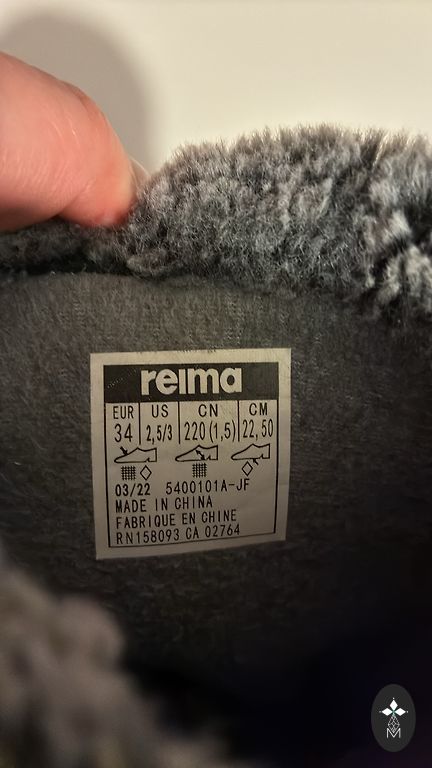 reima
EUR US CN CM
34 2,5/3 220(1,5) 22,50
03/22 5400101A-JF
MADE IN CHINA
FABRIQUE EN CHINE
RN158093 CA 02764
M